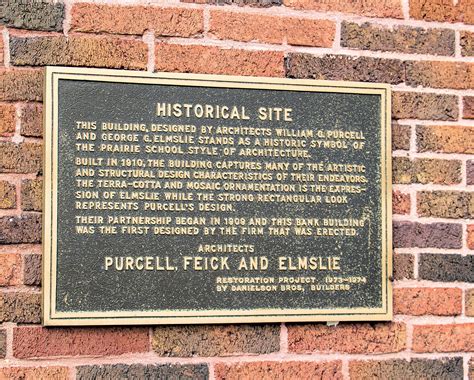 HISTORICAL SITE
THIS BUILDING, DESIGNED BY ARCHITECTS WILLIAM G. PURCELL
AND GEORGE G. ELMSLIE STANDS AS A HISTORIC SYMBOL OF
THE PRAIRIE SCHOOL STYLE OF ARCHITECTURE.
BUILT IN 1910, THE BUILDING CAPTURES MANY OF THE ARTISTIC
AND STRUCTURAL DESIGN CHARACTERISTICS OF THEIR ENDEAVORS.
THE TERRA-COTTA AND MOSAIC ORNAMENTATION IS THE EXPRES-
SION OF ELMSLIE WHILE THE STRONG RECTANGULAR LOOK
REPRESENTS PURCELL'S DESIGN.
THEIR PARTNERSHIP BEGAN IN 1909 AND THIS BANK BUILDING
WAS THE FIRST DESIGNED BY THE FIRM THAT WAS ERECTED.
ARCHITECTS
PURCELL, FEICK AND ELMSLIE
RESTORATION PROJECT 1973-1974
BY DANIELSON BROS., BUILDERS